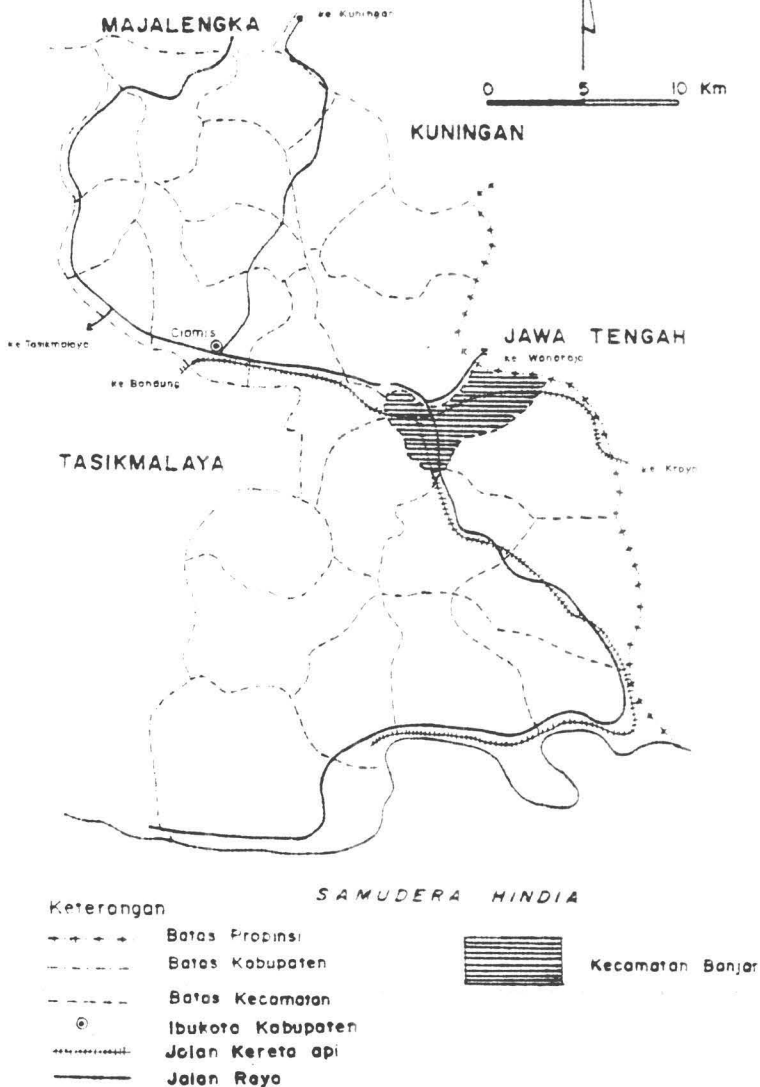 MAJALENGKA
ke Kuningan
0 5 10 Km
KUNINGAN
Ciamis
JAWA TENGAH
ke Tasikmalaya
ke Wanareja
ke Bandung
TASIKMALAYA
ke Kroya
SAMUDERA HINDIA
Keterangan
Batas Propinsi
Batas Kabupaten
Kecamatan Banjar
Batas Kecamatan
Ibukota Kabupaten
Jalan Kereta api
Jalan Raya